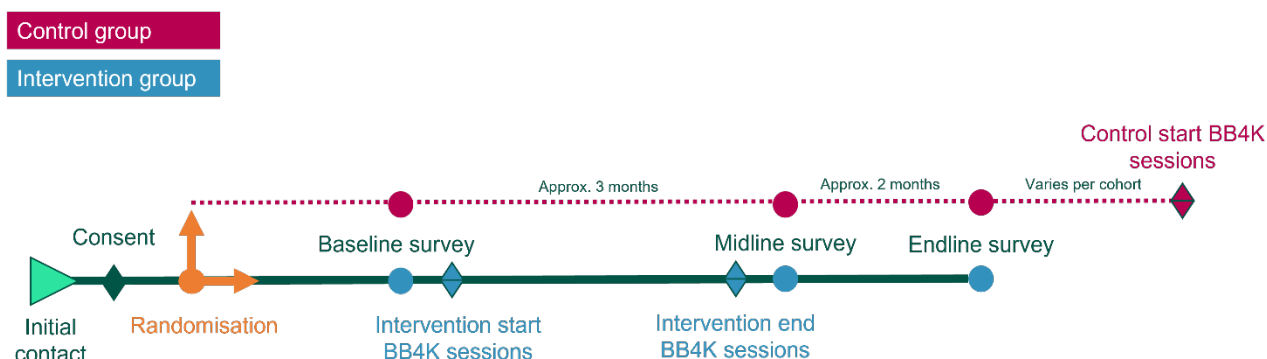 Control group
Intervention group
Control start BB4K
sessions
Approx. 3 months
Approx. 2 months
Varies per cohort
Consent
Baseline survey
Midline survey
Endline survey
Initial
contact
Randomisation
Intervention start
BB4K sessions
Intervention end
BB4K sessions